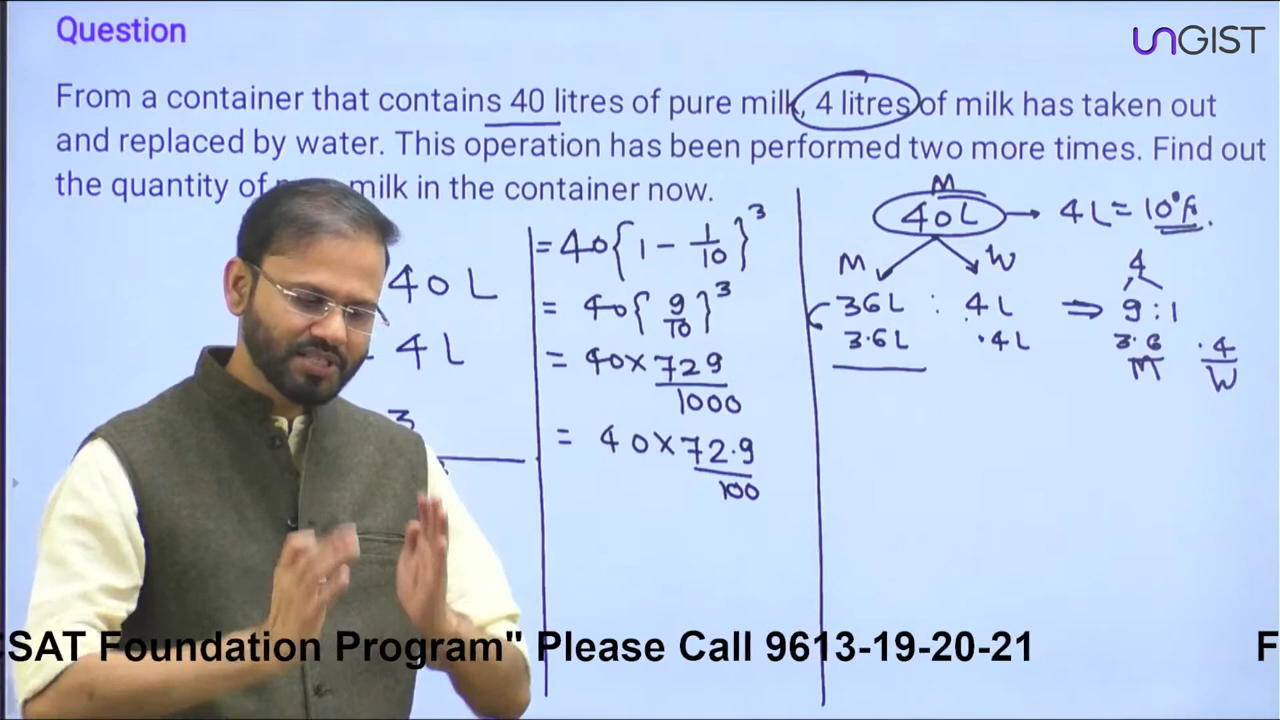 Question
UNGIST
From a container that contains 40 litres of pure milk, 4 litres of milk has taken out
and replaced by water. This operation has been performed two more times. Find out
the quantity of milk in the container now.
40 L
4 L
3
= 40{1 - 1/10}³
= 40{9/10}³
= 40 × 729/1000
= 40 × 72.9/100
M
40L → 4L = 10%.
M W
36L : 4L ⇒ 9 : 1
4
3.6L .4L
3.6 .4
M W
SAT Foundation Program" Please Call 9613-19-20-21 F